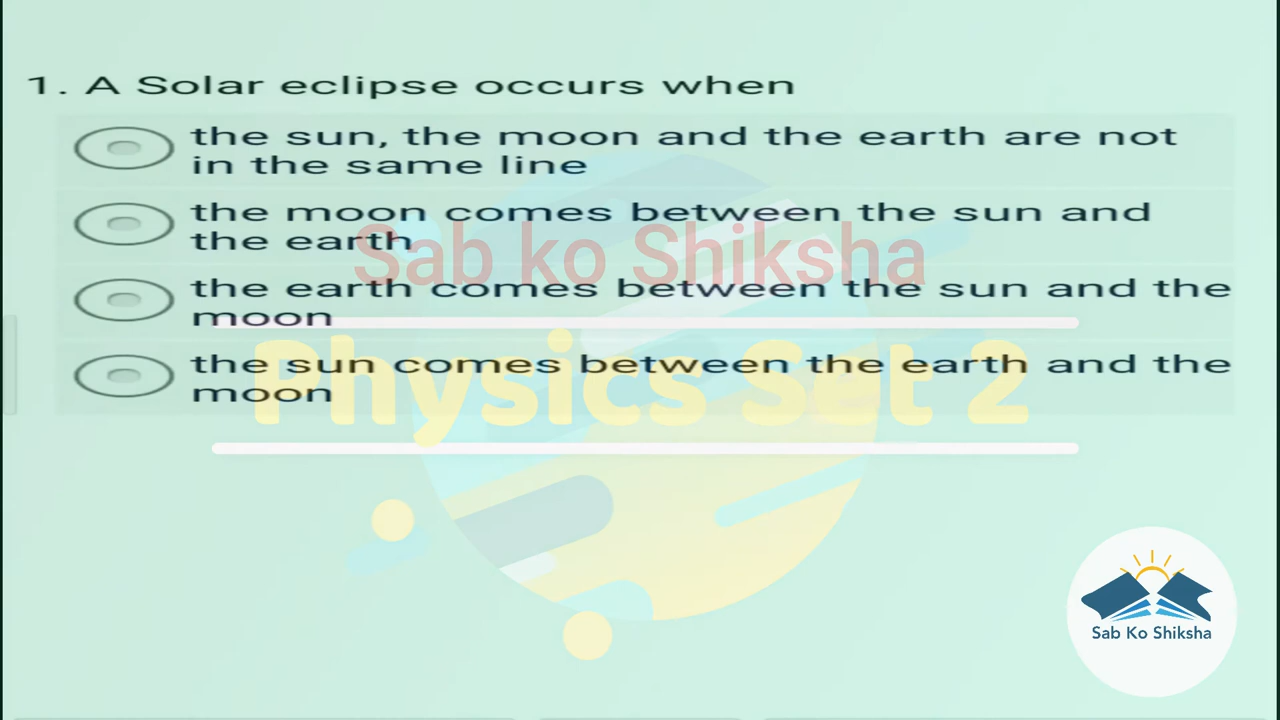 1. A Solar eclipse occurs when
the sun, the moon and the earth are not
in the same line
the moon comes between the sun and
the earth
Sab ko Shiksha
the earth comes between the sun and the
moon
the sun comes between the earth and the
moon
Physics Set 2
Sab Ko Shiksha